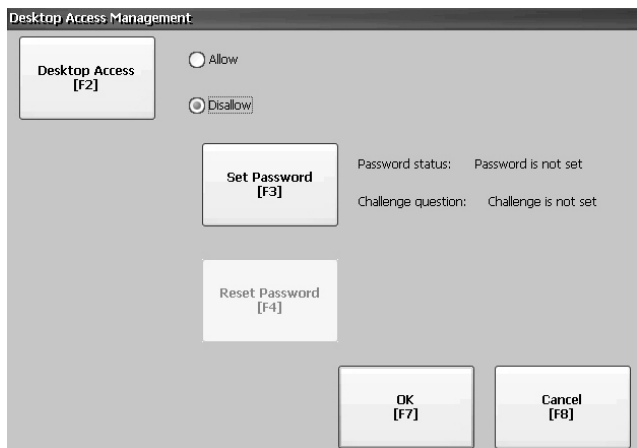 Desktop Access Management
Desktop Access
[F2]
Allow
Disallow
Set Password
[F3]
Password status: Password is not set
Challenge question: Challenge is not set
Reset Password
[F4]
OK
[F7]
Cancel
[F8]